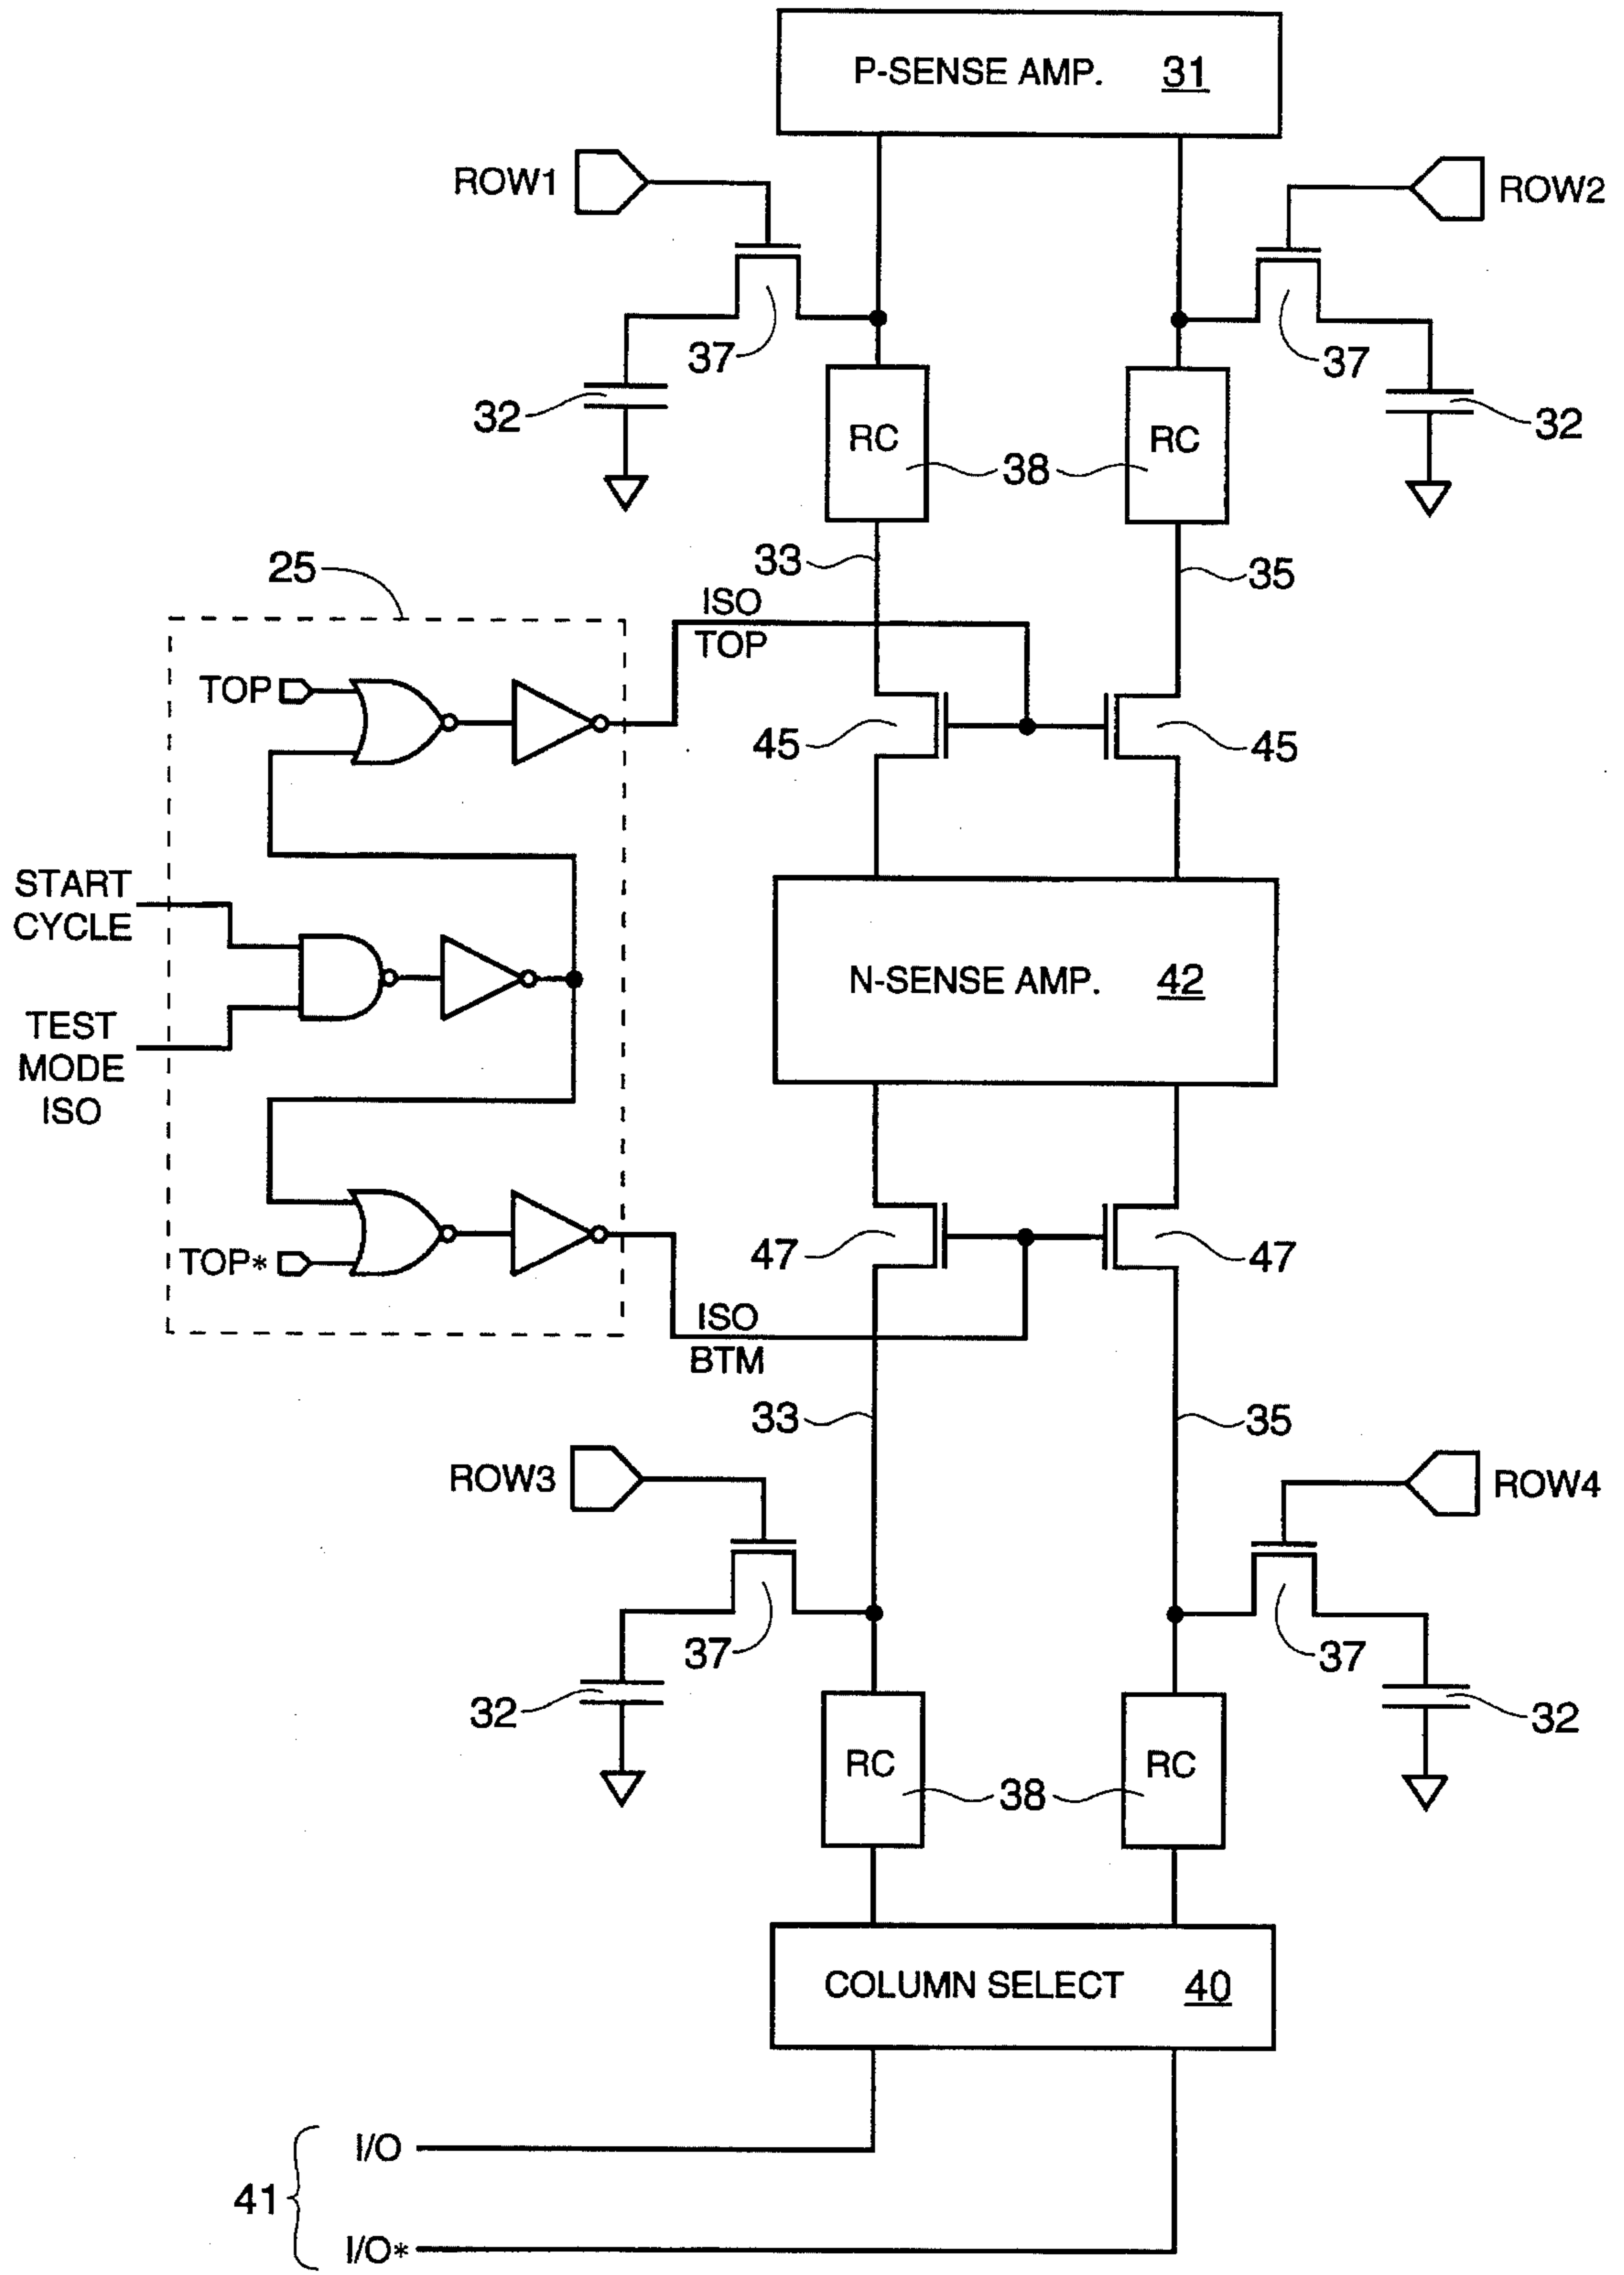 P-SENSE AMP. 31
ROW1
ROW2
37
37
32
32
RC
RC
38
33
35
25
ISO
TOP
TOP
45
45
START
CYCLE
N-SENSE AMP. 42
TEST
MODE
ISO
47
47
TOP*
ISO
BTM
33
35
ROW3
ROW4
37
37
32
32
RC
RC
38
COLUMN SELECT 40
I/O
41
I/O*